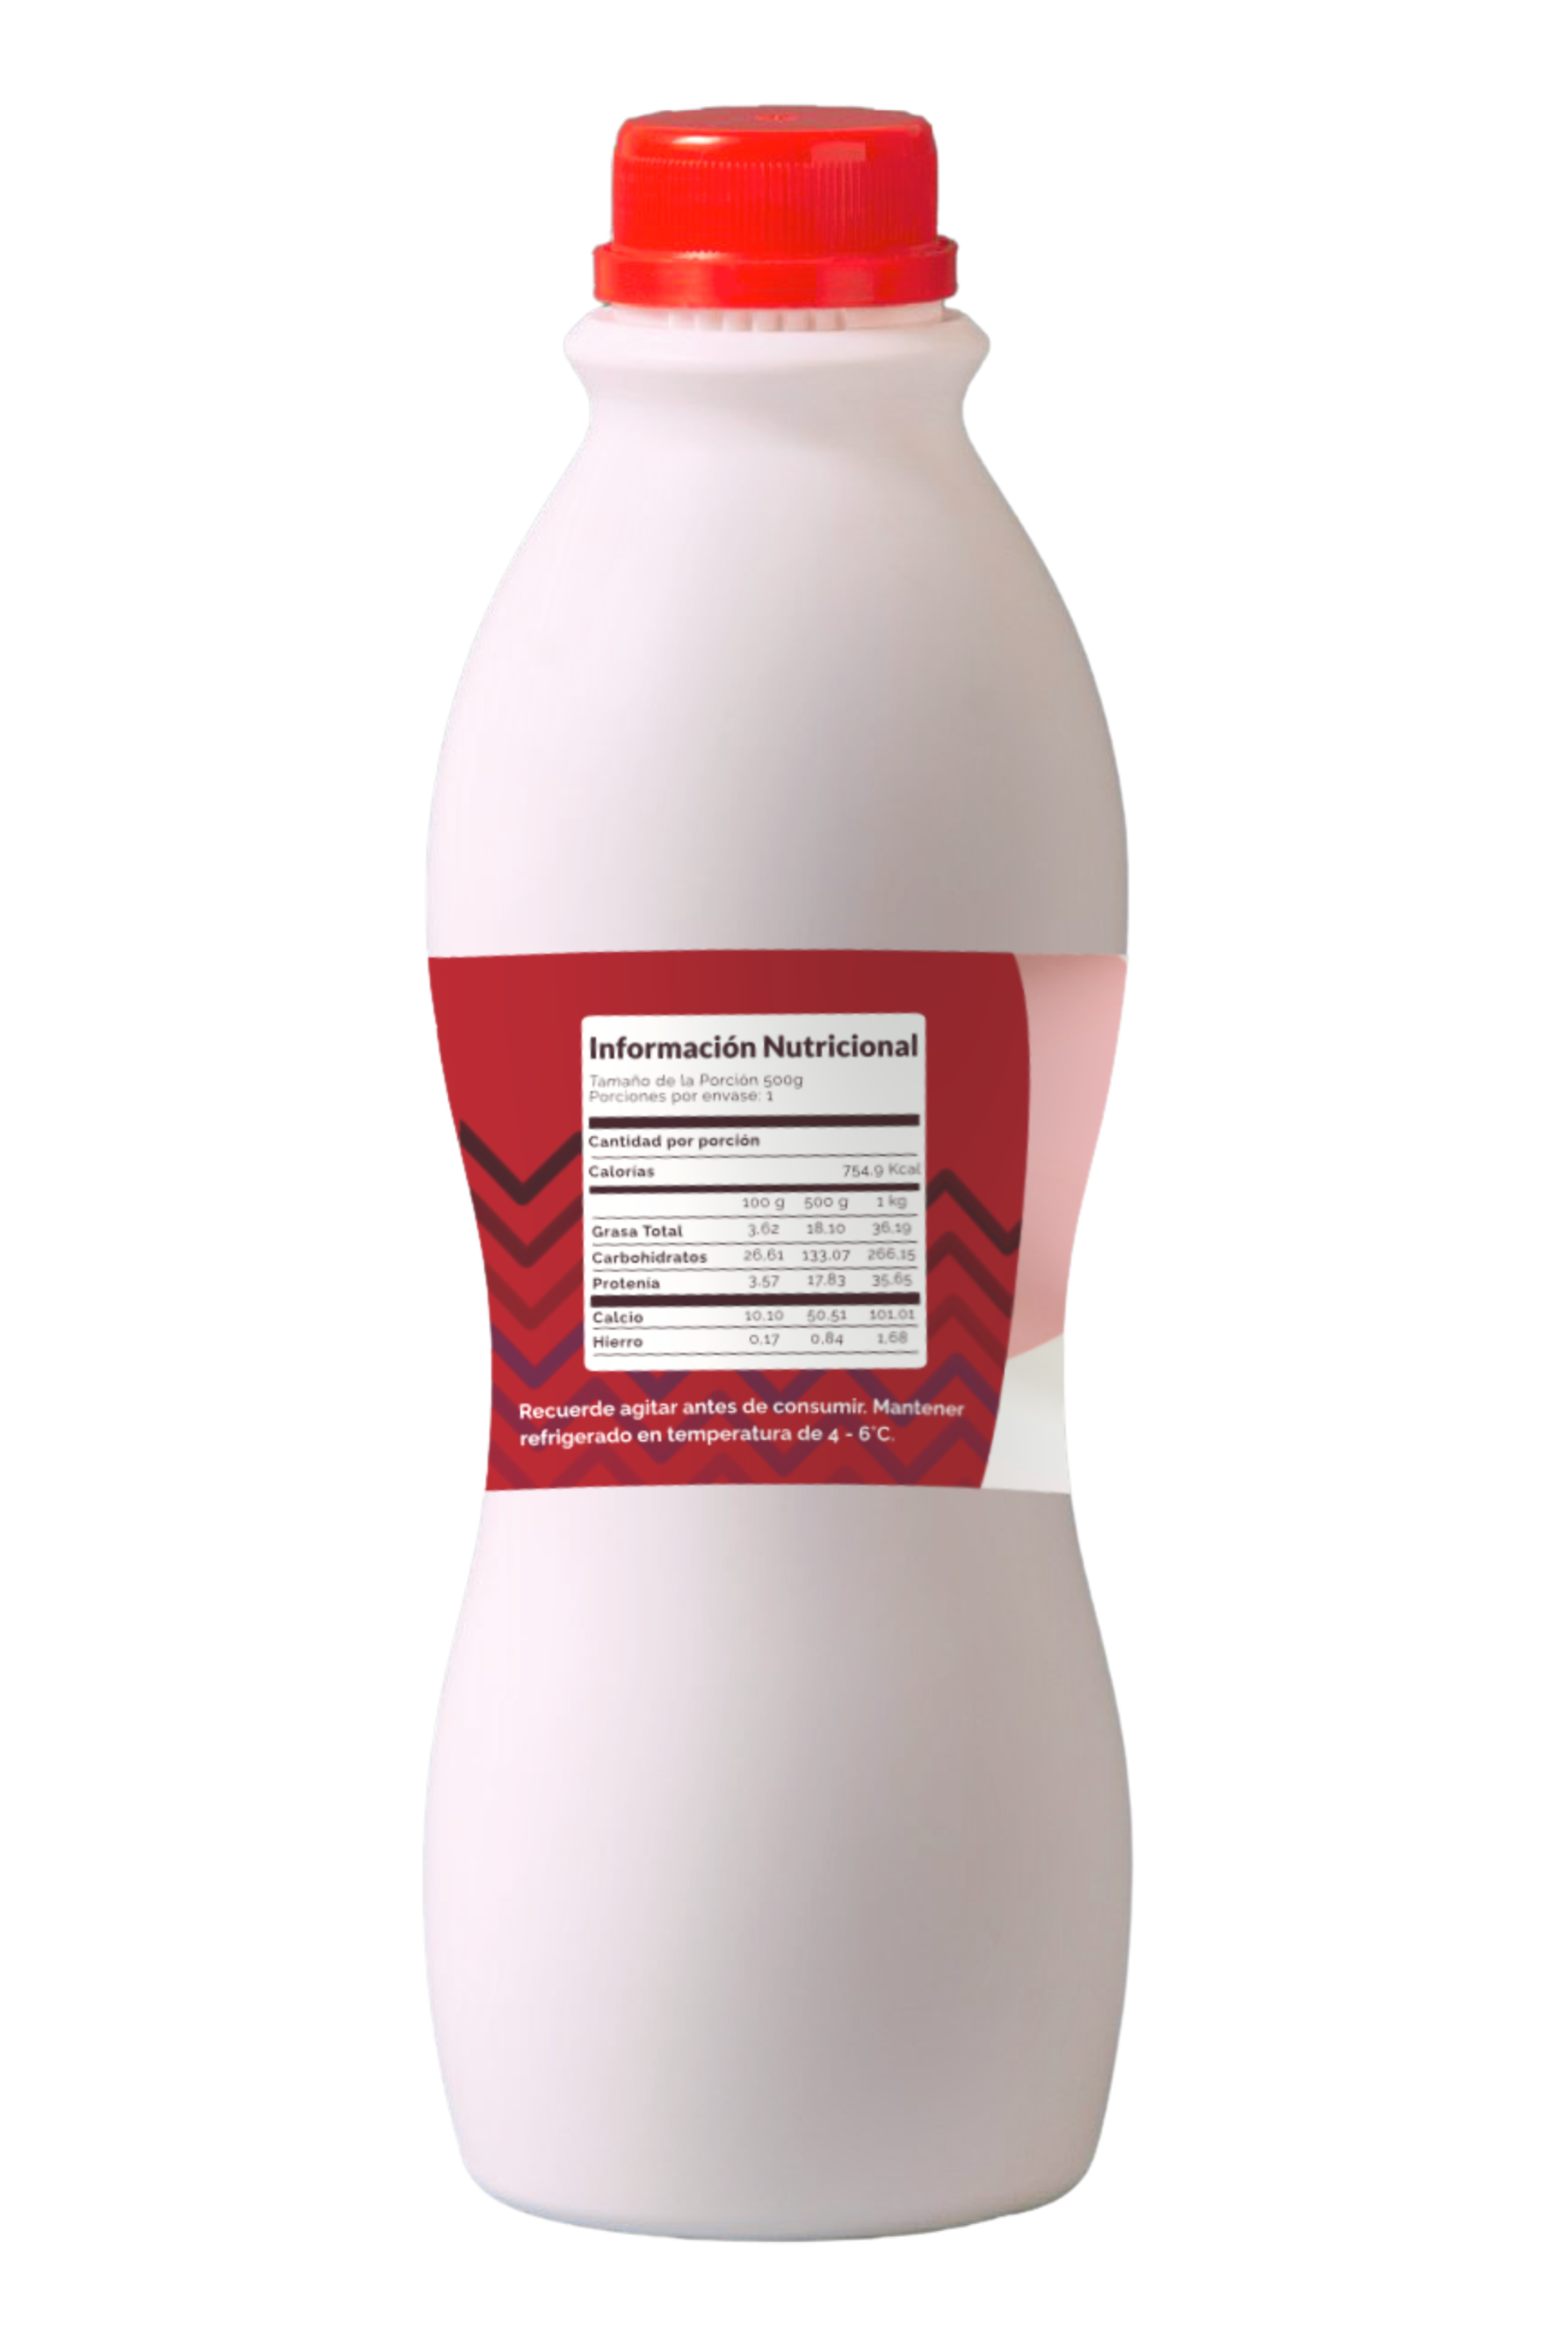 Información Nutricional
Tamaño de la Porción 500g
Porciones por envase: 1
Cantidad por porción
Calorías 754.9 Kcal
100 g 500 g 1 kg
Grasa Total 3.62 18.10 36.19
Carbohidratos 26.61 133.07 266.15
Protenía 3.57 17.83 35.65
Calcio 10.10 50.51 101.01
Hierro 0.17 0.84 1.68
Recuerde agitar antes de consumir. Mantener
refrigerado en temperatura de 4 - 6°C.